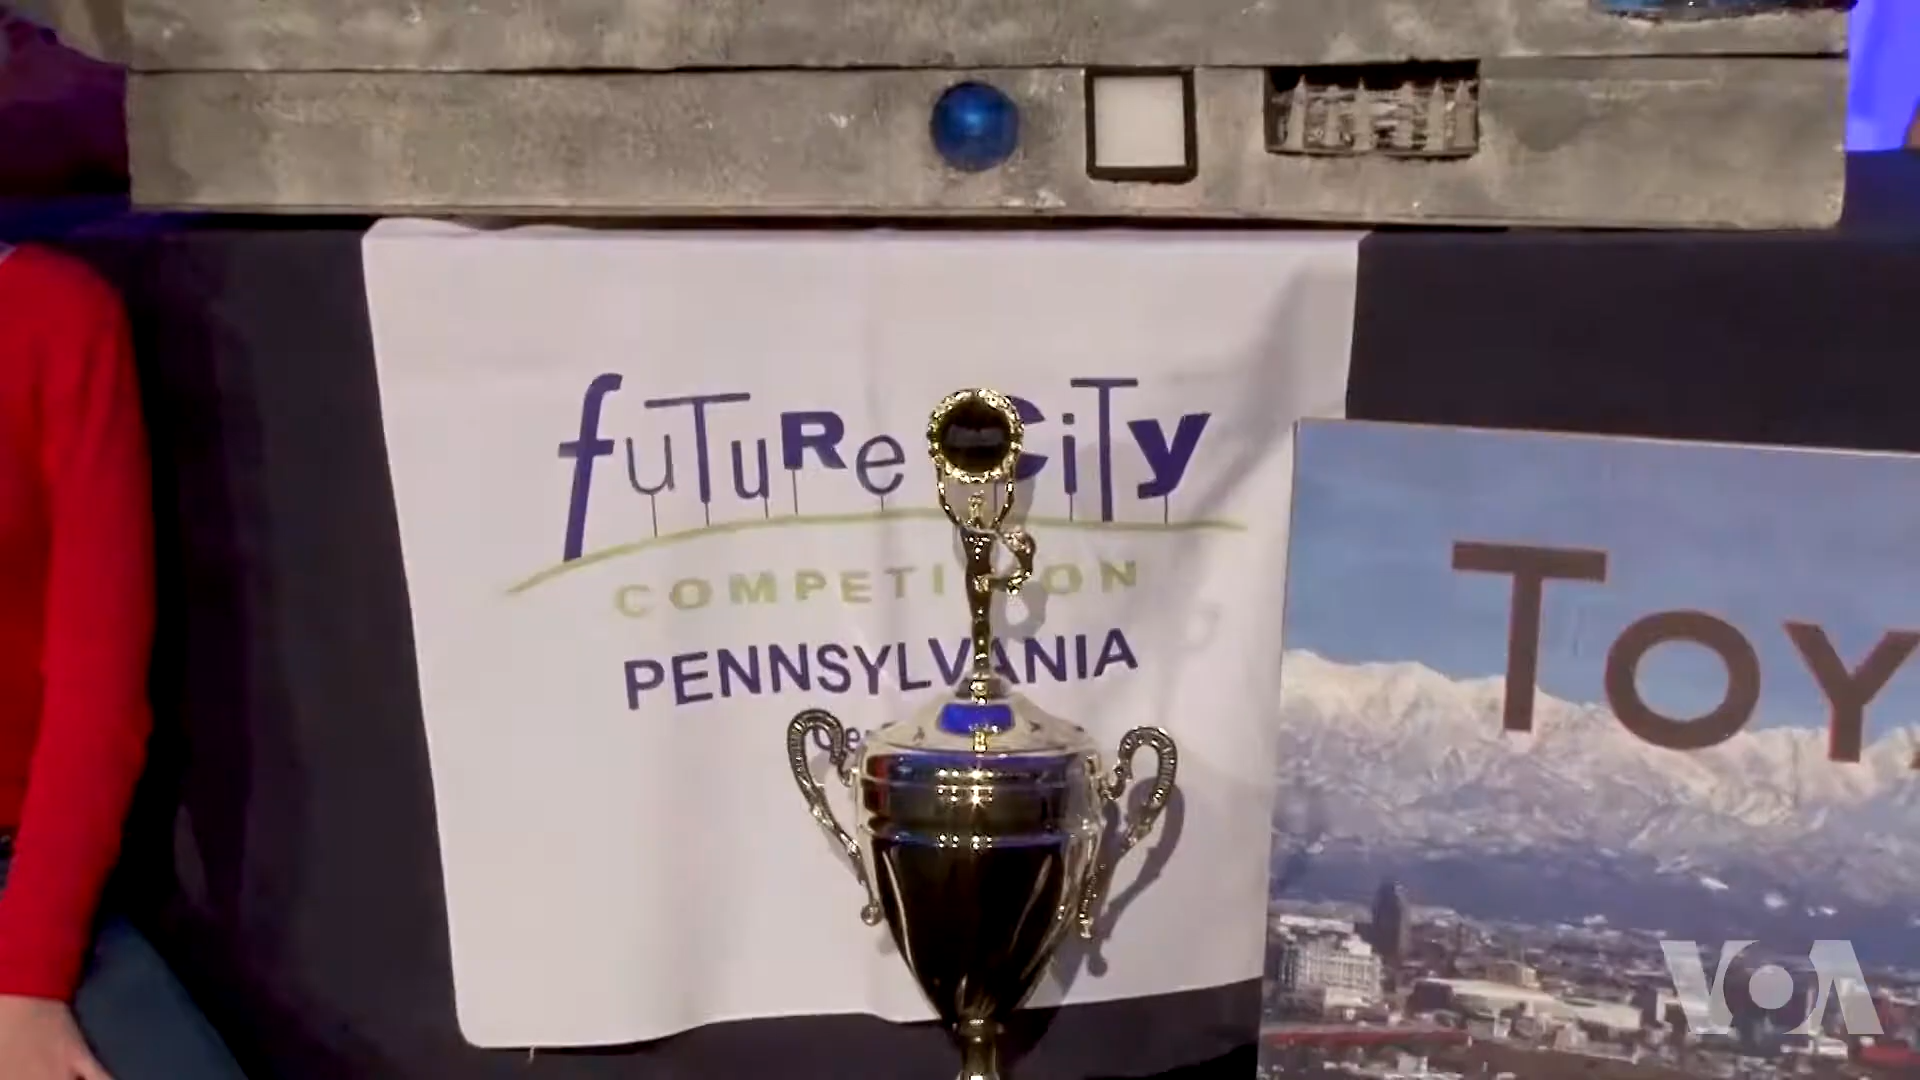 fuTuRe CiTy
COMPETITION
PENNSYLVANIA
TOY
VOA